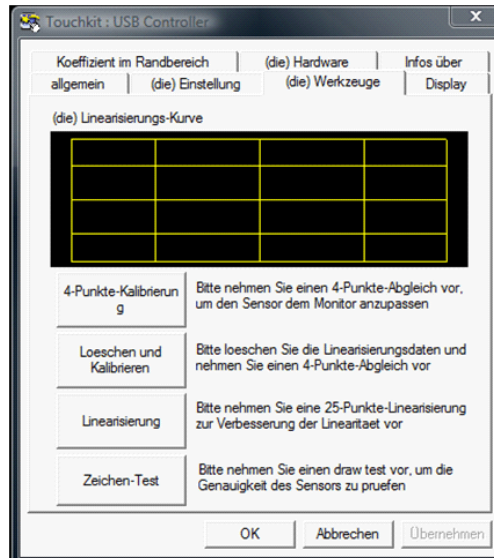 Touchkit : USB Controller
Koeffizient im Randbereich
(die) Hardware
Infos über
allgemein
(die) Einstellung
(die) Werkzeuge
Display
(die) Linearisierungs-Kurve
4-Punkte-Kalibrierun
g
Bitte nehmen Sie einen 4-Punkte-Abgleich vor,
um den Sensor dem Monitor anzupassen
Loeschen und
Kalibrieren
Bitte loeschen Sie die Linearisierungsdaten und
nehmen Sie einen 4-Punkte-Abgleich vor
Linearisierung
Bitte nehmen Sie eine 25-Punkte-Linearisierung
zur Verbesserung der Linearitaet vor
Zeichen-Test
Bitte nehmen Sie einen draw test vor, um die
Genauigkeit des Sensors zu pruefen
OK
Abbrechen
Übernehmen